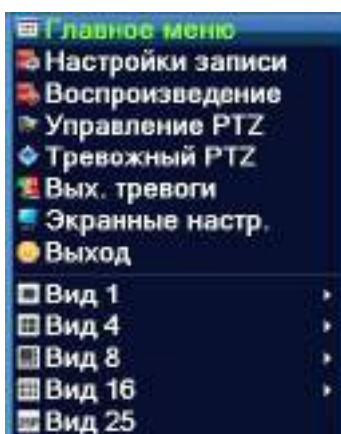 Главное меню
Настройки записи
Воспроизведение
Управление PTZ
Тревожный PTZ
Вых. тревоги
Экранные настр.
Выход
Вид 1
Вид 4
Вид 8
Вид 16
Вид 25